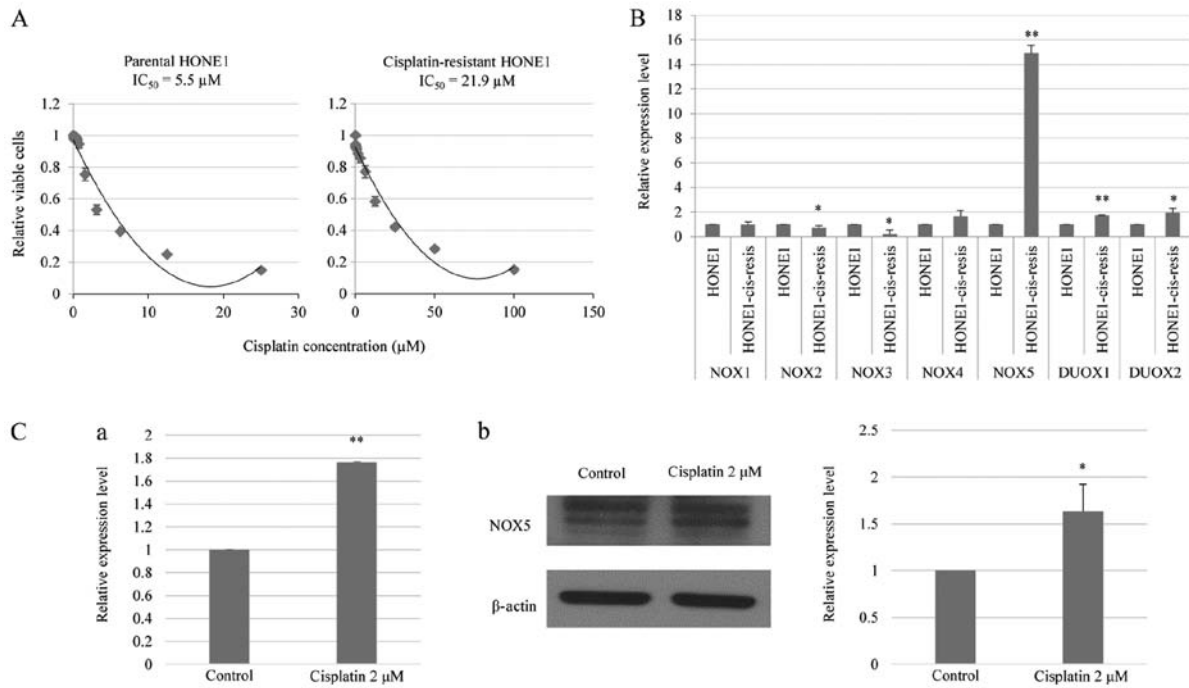 A
Parental HONE1
IC50 = 5.5 µM
Cisplatin-resistant HONE1
IC50 = 21.9 µM
Relative viable cells
1.2
1
0.8
0.6
0.4
0.2
0
0 10 20 30
1.2
1
0.8
0.6
0.4
0.2
0
0 50 100 150
Cisplatin concentration (µM)
B
Relative expression level
18
16
14
12
10
8
6
4
2
0
* * ** ** *
HONE1 HONE1-cis-resis HONE1 HONE1-cis-resis HONE1 HONE1-cis-resis HONE1 HONE1-cis-resis HONE1 HONE1-cis-resis HONE1 HONE1-cis-resis HONE1 HONE1-cis-resis
NOX1 NOX2 NOX3 NOX4 NOX5 DUOX1 DUOX2
C a
Relative expression level
2
1.8
1.6
1.4
1.2
1
0.8
0.6
0.4
0.2
0
**
Control Cisplatin 2 µM
b
Control Cisplatin 2 µM
NOX5
β-actin
Relative expression level
2.5
2
1.5
1
0.5
0
*
Control Cisplatin 2 µM